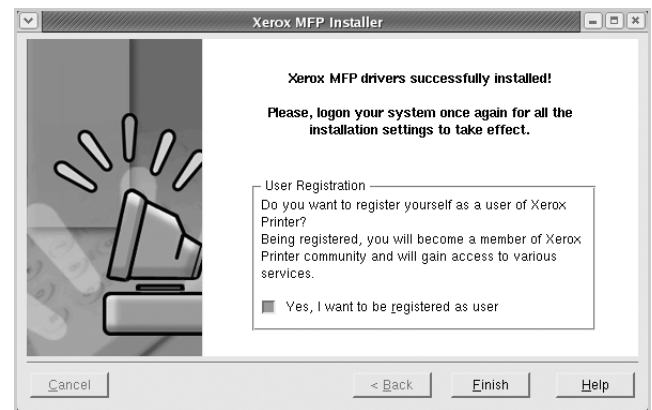 Xerox MFP Installer
Xerox MFP drivers successfully installed!
Please, logon your system once again for all the
installation settings to take effect.
User Registration
Do you want to register yourself as a user of Xerox
Printer?
Being registered, you will become a member of Xerox
Printer community and will gain access to various
services.
Yes, I want to be registered as user
Cancel
< Back
Finish
Help